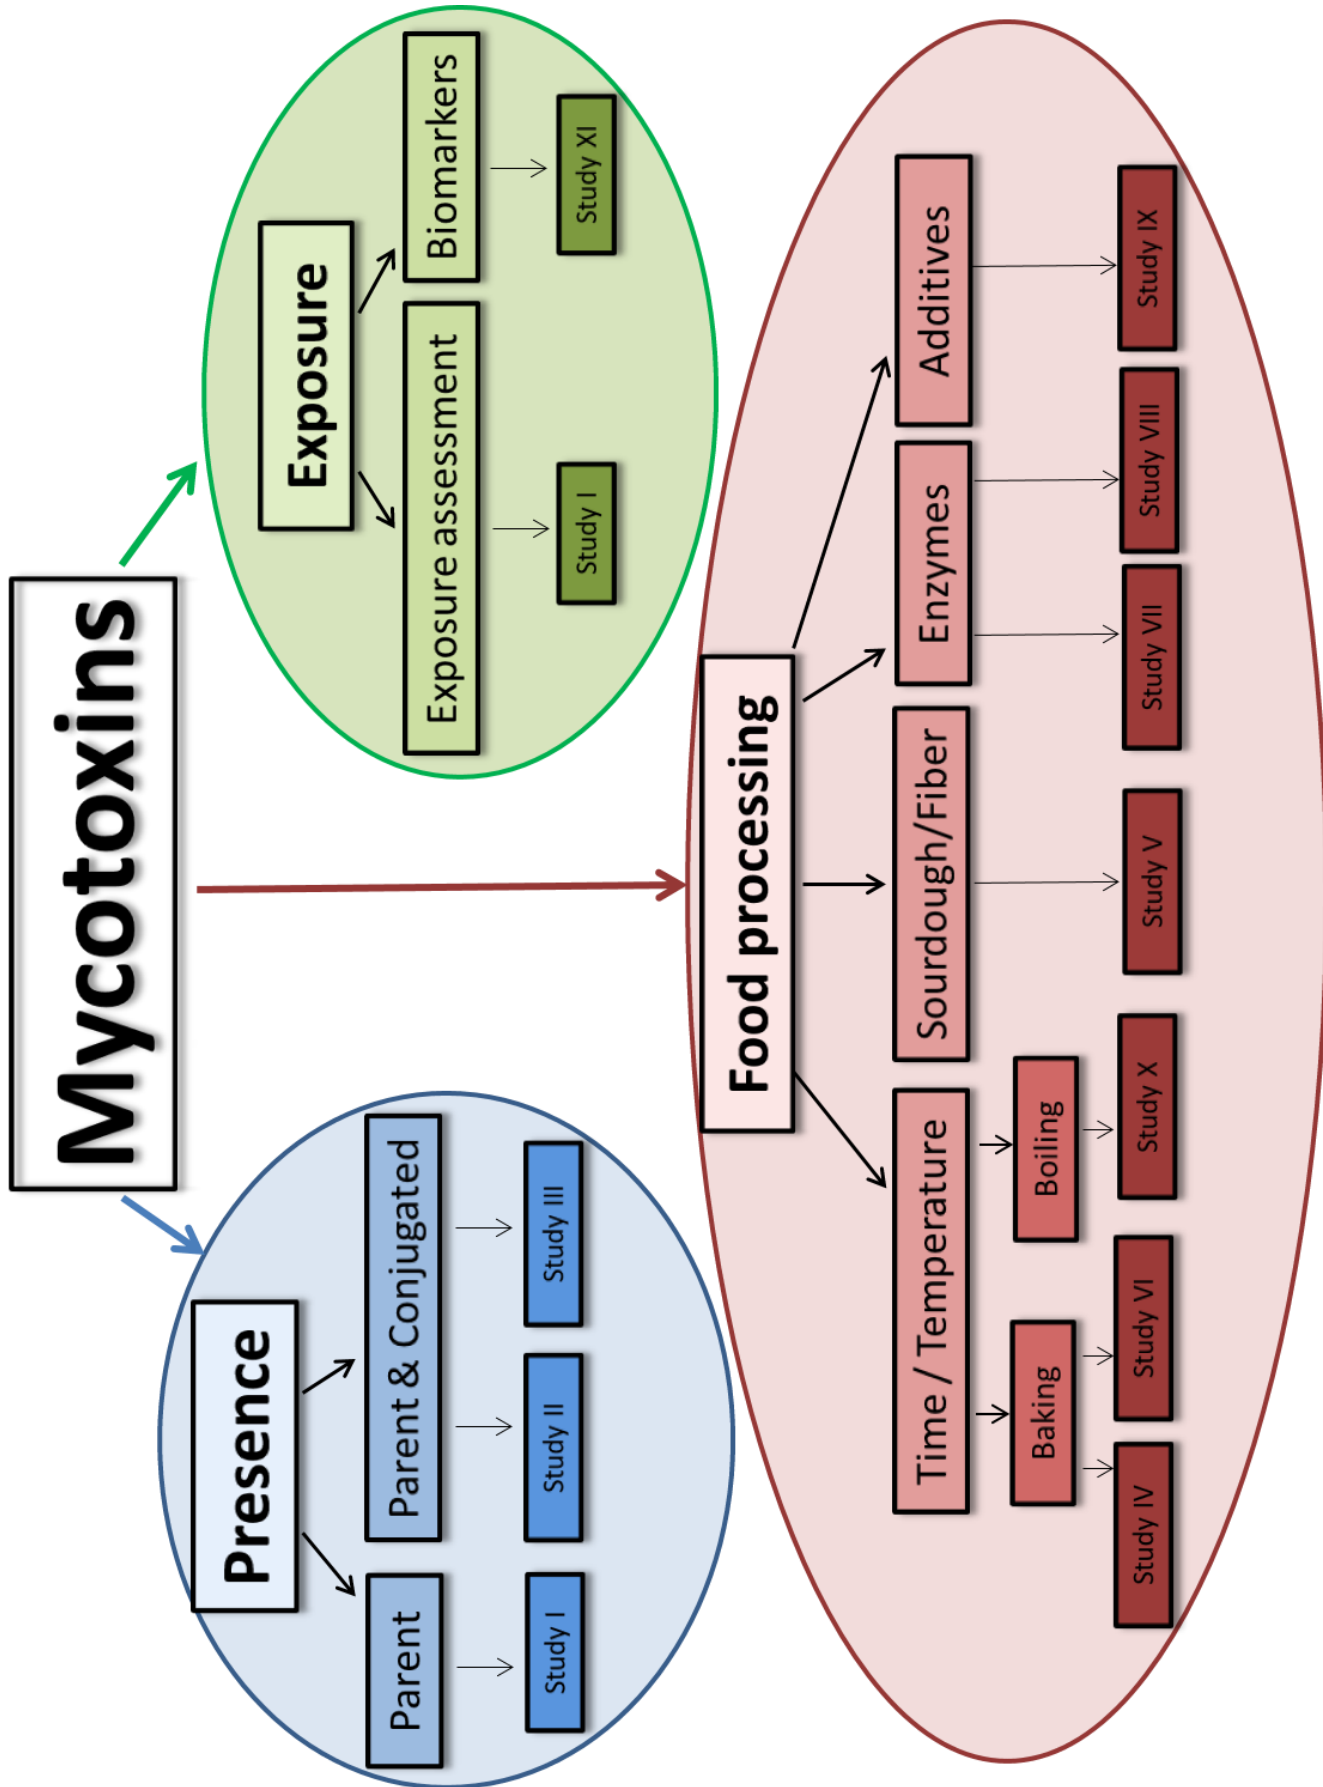 Mycotoxins
Presence
Parent
Parent & Conjugated
Study I
Study II
Study III
Exposure
Exposure assessment
Biomarkers
Study I
Study XI
Food processing
Time / Temperature
Sourdough/Fiber
Enzymes
Additives
Baking
Boiling
Study IV
Study VI
Study X
Study V
Study VII
Study VIII
Study IX